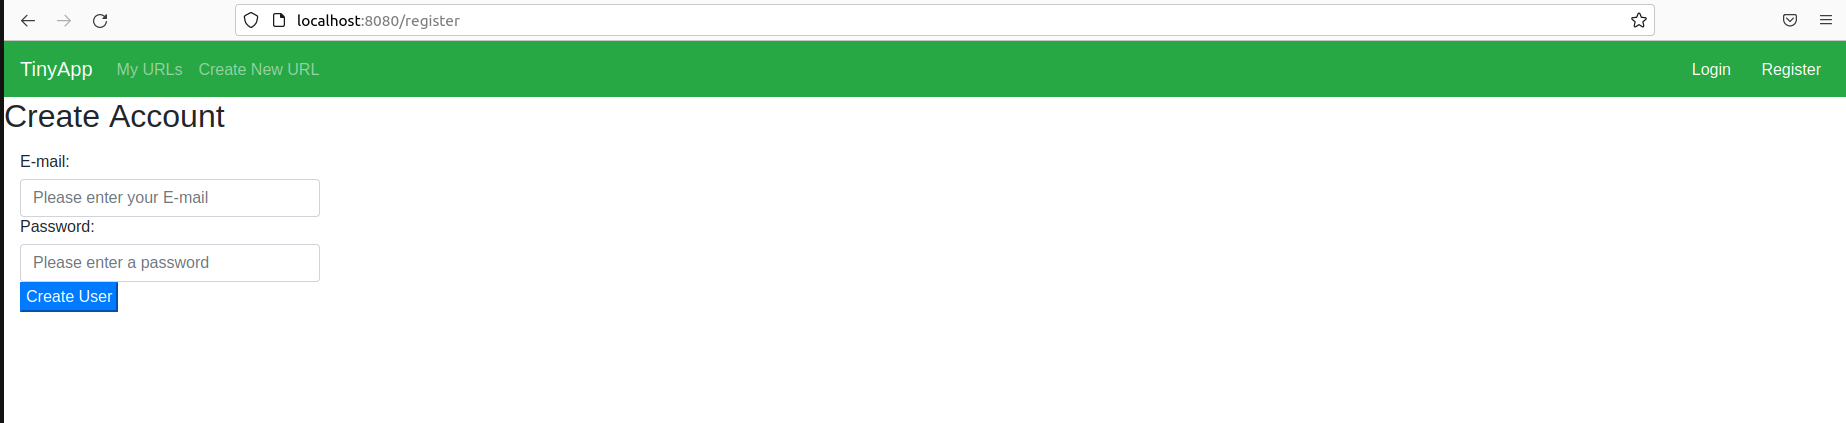 localhost:8080/register
TinyApp My URLs Create New URL Login Register
Create Account
E-mail:
Please enter your E-mail
Password:
Please enter a password
Create User